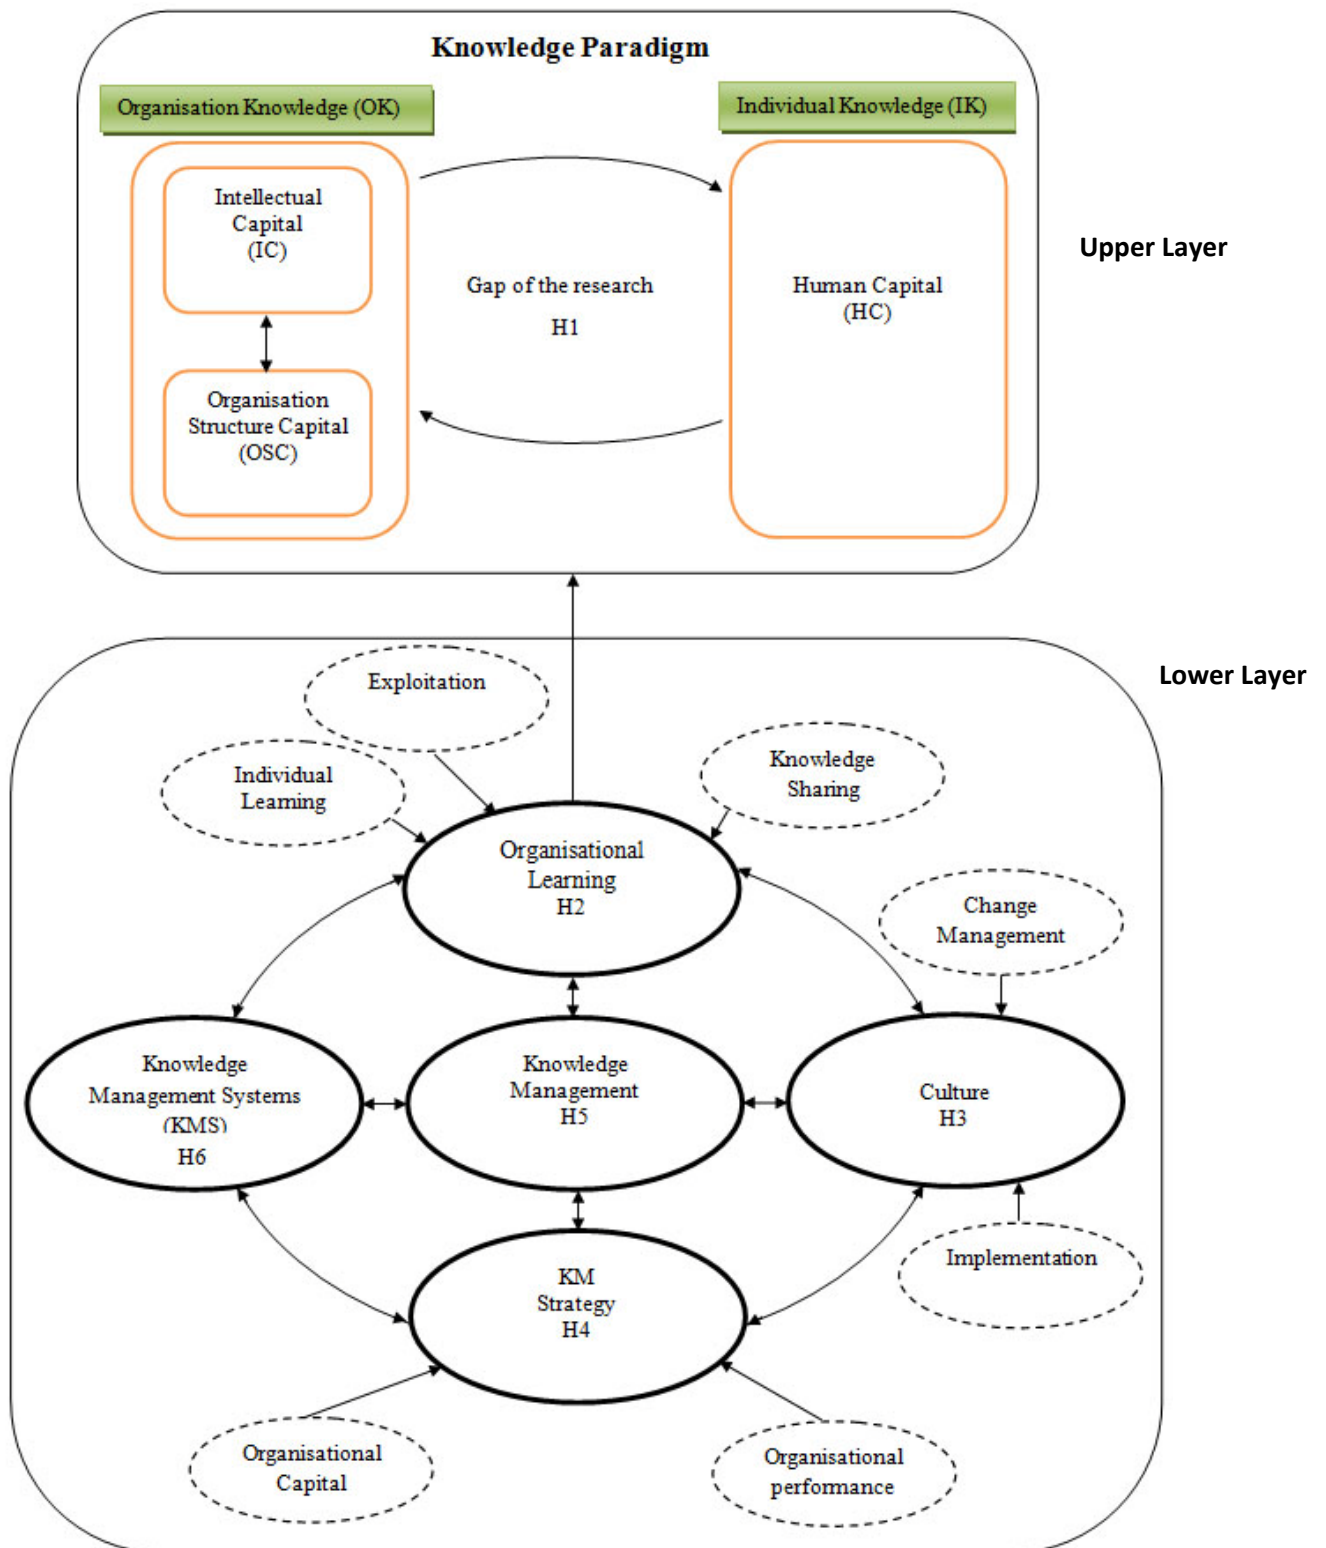 Knowledge Paradigm
Organisation Knowledge (OK)
Individual Knowledge (IK)
Intellectual
Capital
(IC)
Organisation
Structure Capital
(OSC)
Gap of the research
H1
Human Capital
(HC)
Upper Layer
Lower Layer
Exploitation
Individual
Learning
Knowledge
Sharing
Organisational
Learning
H2
Change
Management
Knowledge
Management Systems
(KMS)
H6
Knowledge
Management
H5
Culture
H3
Implementation
KM
Strategy
H4
Organisational
Capital
Organisational
performance